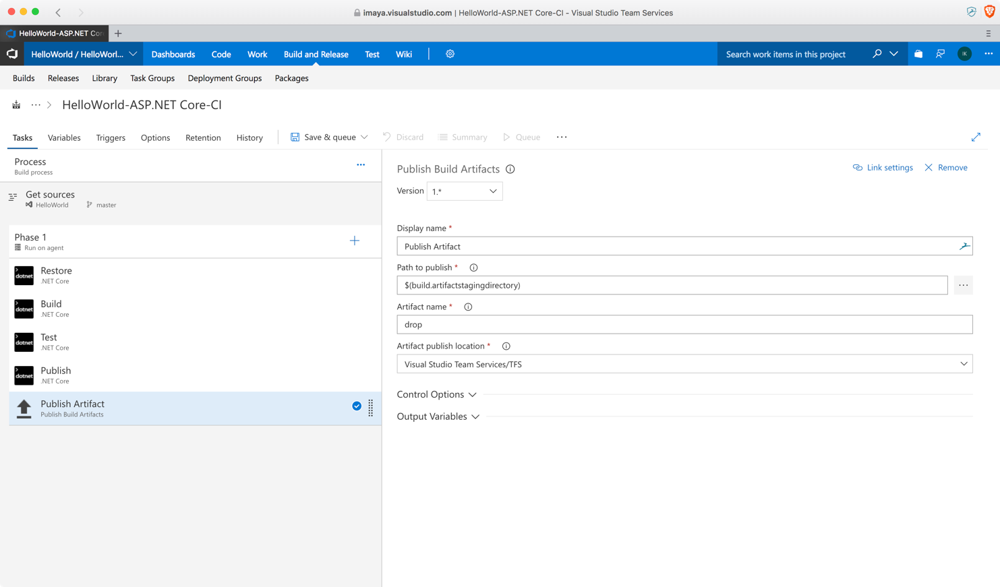 imaya.visualstudio.com | HelloWorld-ASP.NET Core-CI - Visual Studio Team Services
HelloWorld-ASP.NET Con
HelloWorld / HelloWorl...
Dashboards
Code
Work
Build and Release
Test
Wiki
Search work items in this project
IK
Builds
Releases
Library
Task Groups
Deployment Groups
Packages
... > HelloWorld-ASP.NET Core-CI
Tasks
Variables
Triggers
Options
Retention
History
Save & queue
Discard
Summary
Queue
...
Process
Build process
...
Get sources
HelloWorld
master
Phase 1
Run on agent
dotnet
Restore
.NET Core
dotnet
Build
.NET Core
dotnet
Test
.NET Core
dotnet
Publish
.NET Core
Publish Artifact
Publish Build Artifacts
Publish Build Artifacts
Link settings
Remove
Version
1.*
Display name *
Publish Artifact
Path to publish *
$(build.artifactstagingdirectory)
...
Artifact name *
drop
Artifact publish location *
Visual Studio Team Services/TFS
Control Options
Output Variables